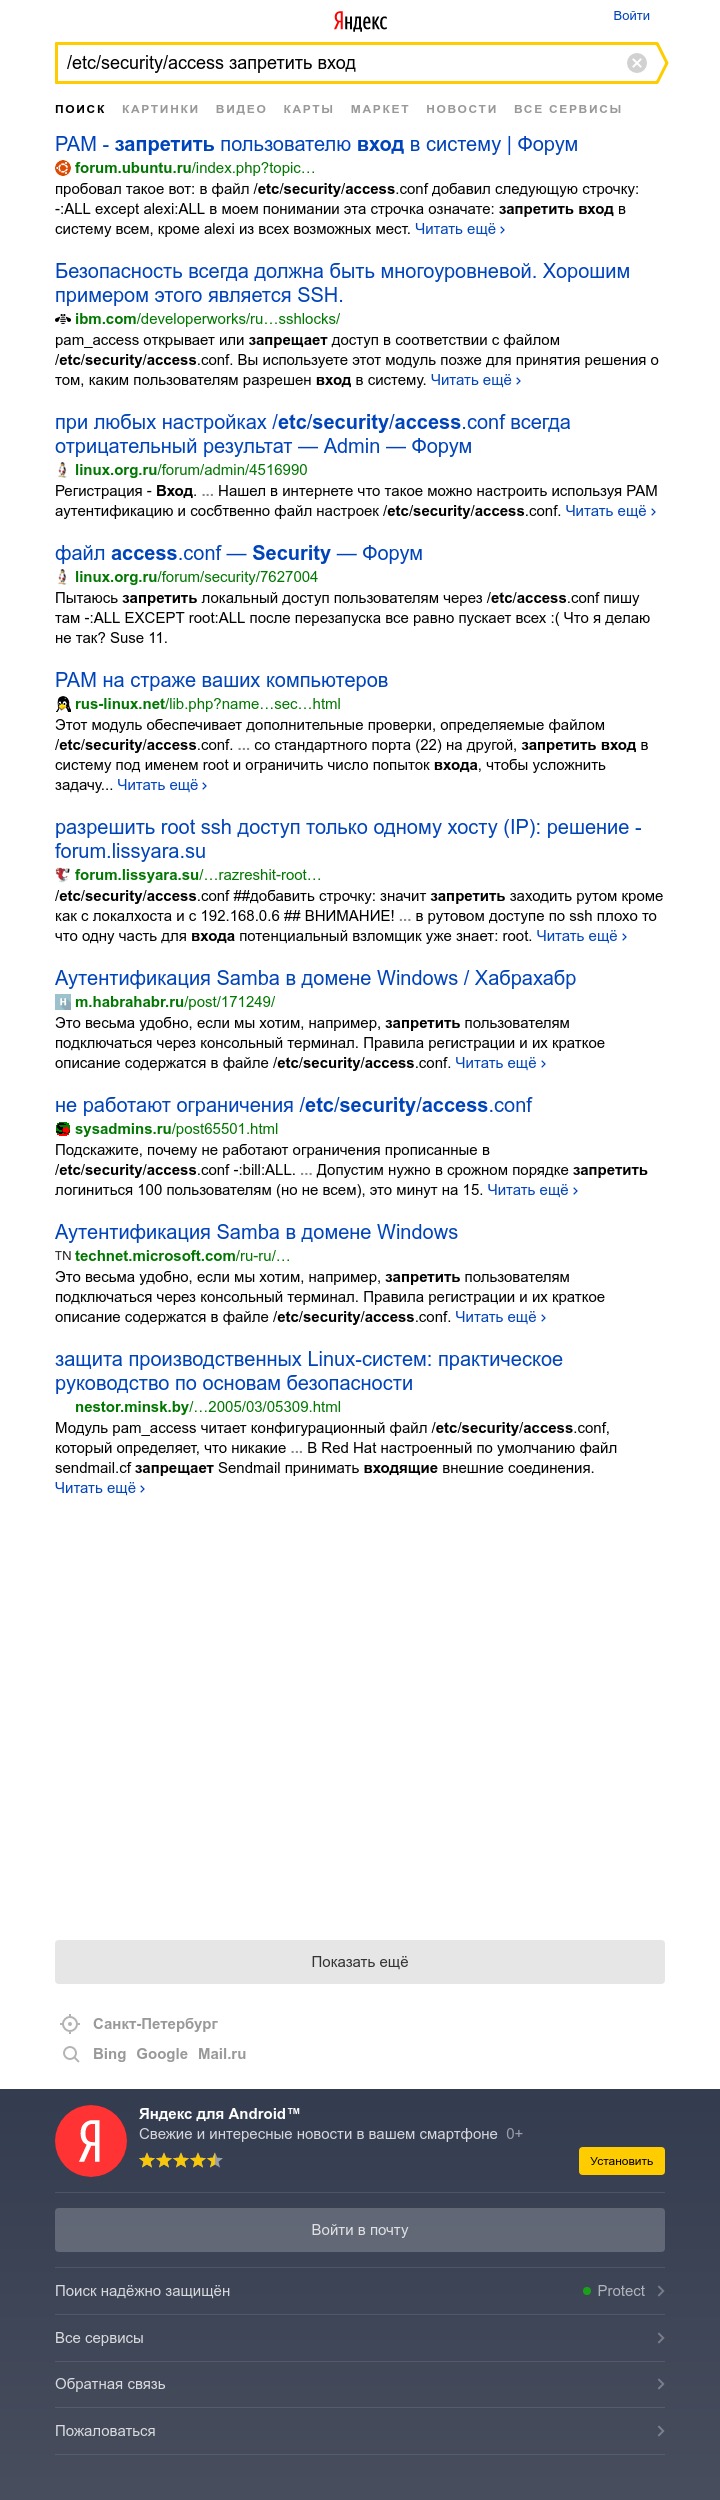 Яндекс
Войти
/etc/security/access запретить вход
ПОИСК КАРТИНКИ ВИДЕО КАРТЫ МАРКЕТ НОВОСТИ ВСЕ СЕРВИСЫ
PAM - запретить пользователю вход в систему | Форум
forum.ubuntu.ru/index.php?topic…
пробовал такое вот: в файл /etc/security/access.conf добавил следующую строчку:
-:ALL except alexi:ALL в моем понимании эта строчка означате: запретить вход в
систему всем, кроме alexi из всех возможных мест. Читать ещё ›
Безопасность всегда должна быть многоуровневой. Хорошим
примером этого является SSH.
ibm.com/developerworks/ru…sshlocks/
pam_access открывает или запрещает доступ в соответствии с файлом
/etc/security/access.conf. Вы используете этот модуль позже для принятия решения о
том, каким пользователям разрешен вход в систему. Читать ещё ›
при любых настройках /etc/security/access.conf всегда
отрицательный результат — Admin — Форум
linux.org.ru/forum/admin/4516990
Регистрация - Вход. ... Нашел в интернете что такое можно настроить используя PAM
аутентификацию и сосбтвенно файл настроек /etc/security/access.conf. Читать ещё ›
файл access.conf — Security — Форум
linux.org.ru/forum/security/7627004
Пытаюсь запретить локальный доступ пользователям через /etc/access.conf пишу
там -:ALL EXCEPT root:ALL после перезапуска все равно пускает всех :( Что я делаю
не так? Suse 11.
PAM на страже ваших компьютеров
rus-linux.net/lib.php?name…sec…html
Этот модуль обеспечивает дополнительные проверки, определяемые файлом
/etc/security/access.conf. ... со стандартного порта (22) на другой, запретить вход в
систему под именем root и ограничить число попыток входа, чтобы усложнить
задачу... Читать ещё ›
разрешить root ssh доступ только одному хосту (IP): решение -
forum.lissyara.su
forum.lissyara.su/…razreshit-root…
/etc/security/access.conf ##добавить строчку: значит запретить заходить рутом кроме
как с локалхоста и с 192.168.0.6 ## ВНИМАНИЕ! ... в рутовом доступе по ssh плохо то
что одну часть для входа потенциальный взломщик уже знает: root. Читать ещё ›
Аутентификация Samba в домене Windows / Хабрахабр
H m.habrahabr.ru/post/171249/
Это весьма удобно, если мы хотим, например, запретить пользователям
подключаться через консольный терминал. Правила регистрации и их краткое
описание содержатся в файле /etc/security/access.conf. Читать ещё ›
не работают ограничения /etc/security/access.conf
sysadmins.ru/post65501.html
Подскажите, почему не работают ограничения прописанные в
/etc/security/access.conf -:bill:ALL. ... Допустим нужно в срожном порядке запретить
логиниться 100 пользователям (но не всем), это минут на 15. Читать ещё ›
Аутентификация Samba в домене Windows
TN technet.microsoft.com/ru-ru/…
Это весьма удобно, если мы хотим, например, запретить пользователям
подключаться через консольный терминал. Правила регистрации и их краткое
описание содержатся в файле /etc/security/access.conf. Читать ещё ›
защита производственных Linux-систем: практическое
руководство по основам безопасности
nestor.minsk.by/…2005/03/05309.html
Модуль pam_access читает конфигурационный файл /etc/security/access.conf,
который определяет, что никакие ... В Red Hat настроенный по умолчанию файл
sendmail.cf запрещает Sendmail принимать входящие внешние соединения.
Читать ещё ›
Показать ещё
Санкт-Петербург
Bing Google Mail.ru
Я
Яндекс для Android™
Свежие и интересные новости в вашем смартфоне 0+
Установить
Войти в почту
Поиск надёжно защищён Protect
Все сервисы
Обратная связь
Пожаловаться